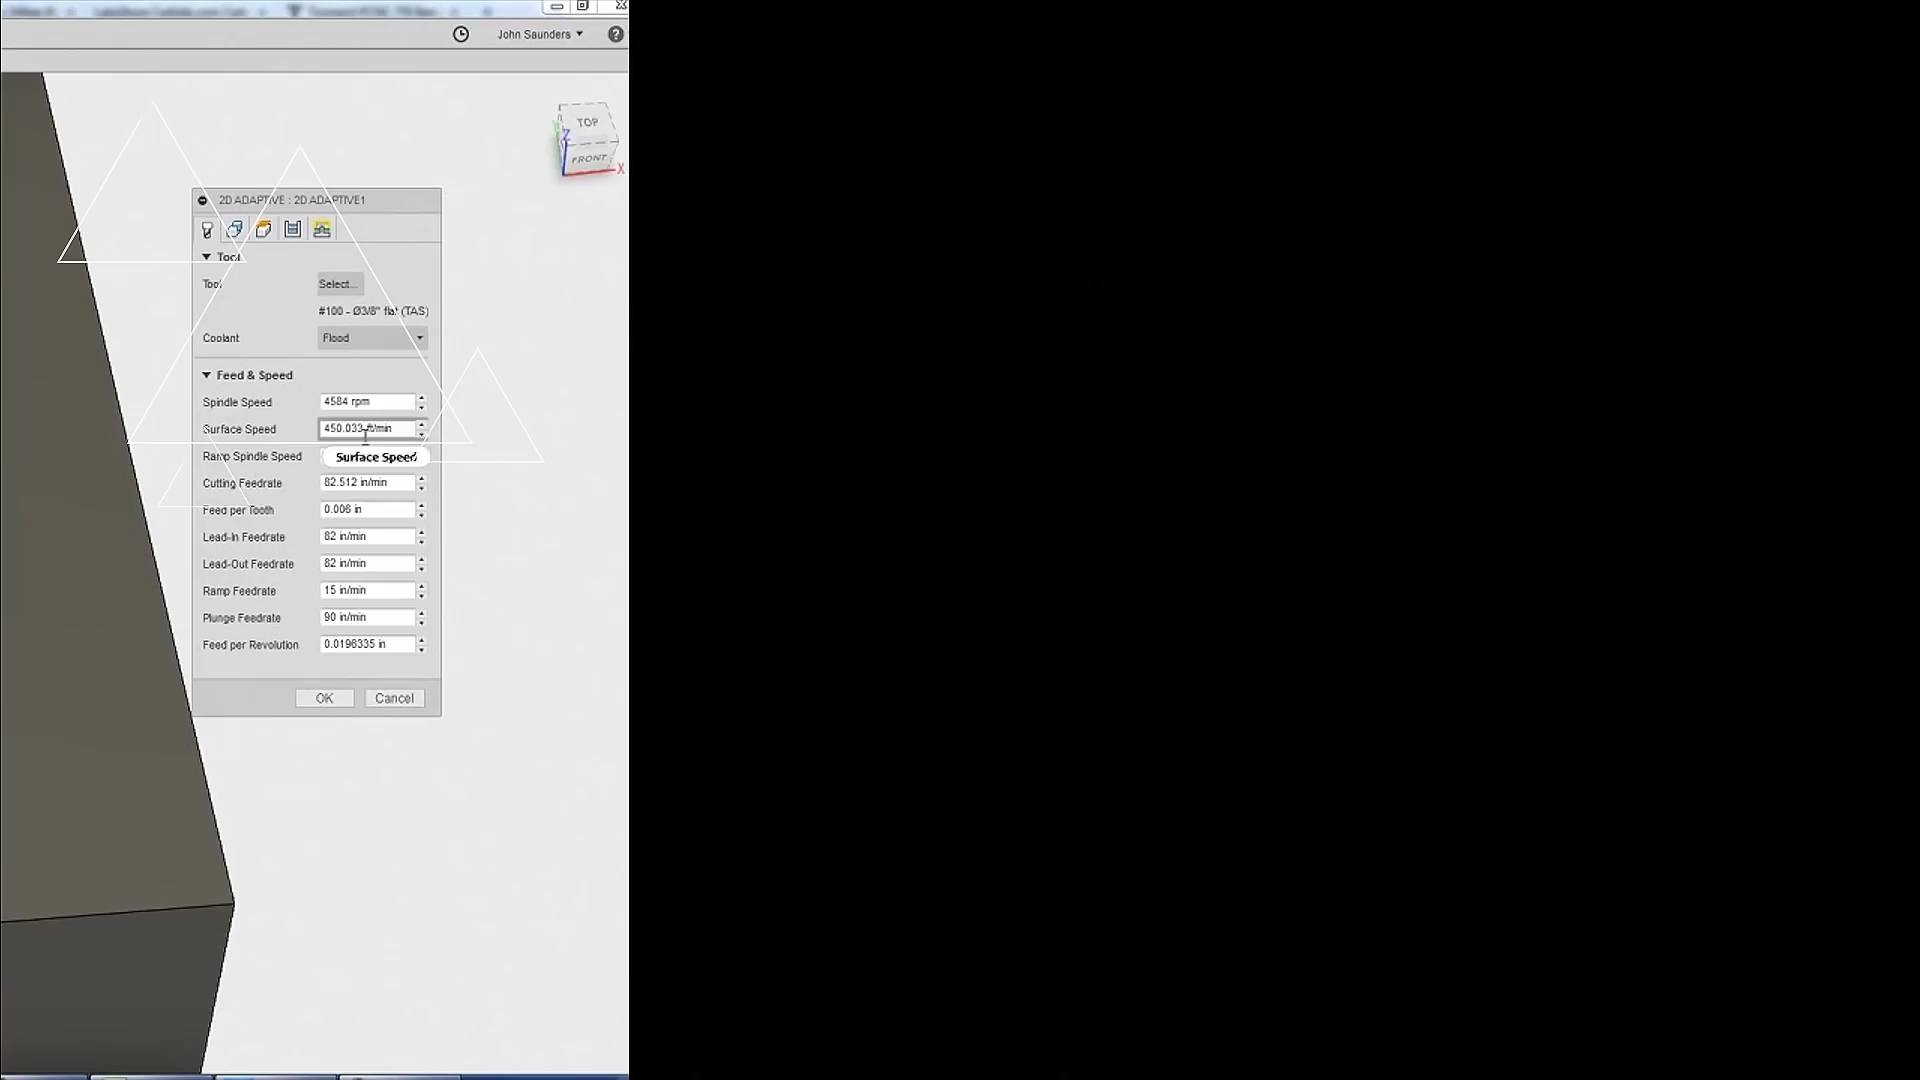 John Saunders
TOP
Z
FRONT
X
2D ADAPTIVE : 2D ADAPTIVE1
Tool
Tool Select...
#100 - Ø3/8" flat (TAS)
Coolant Flood
Feed & Speed
Spindle Speed 4584 rpm
Surface Speed 450.033 ft/min
Ramp Spindle Speed Surface Speed
Cutting Feedrate 82.512 in/min
Feed per Tooth 0.006 in
Lead-In Feedrate 82 in/min
Lead-Out Feedrate 82 in/min
Ramp Feedrate 15 in/min
Plunge Feedrate 90 in/min
Feed per Revolution 0.0196335 in
OK Cancel